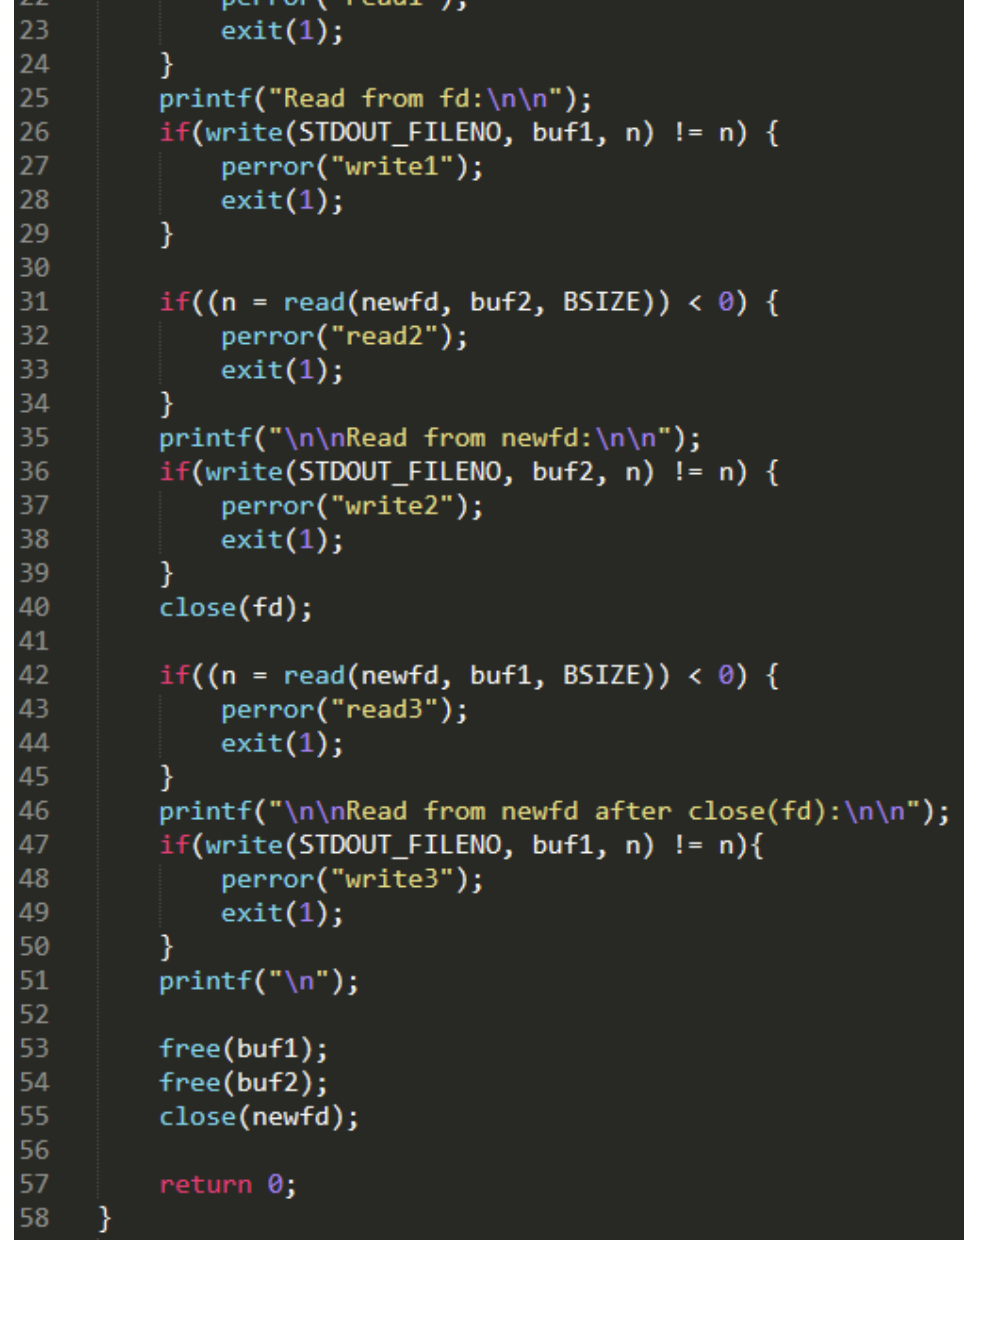 22 perror("read1");
23 exit(1);
24 }
25 printf("Read from fd:\n\n");
26 if(write(STDOUT_FILENO, buf1, n) != n) {
27 perror("write1");
28 exit(1);
29 }
30
31 if((n = read(newfd, buf2, BSIZE)) < 0) {
32 perror("read2");
33 exit(1);
34 }
35 printf("\n\nRead from newfd:\n\n");
36 if(write(STDOUT_FILENO, buf2, n) != n) {
37 perror("write2");
38 exit(1);
39 }
40 close(fd);
41
42 if((n = read(newfd, buf1, BSIZE)) < 0) {
43 perror("read3");
44 exit(1);
45 }
46 printf("\n\nRead from newfd after close(fd):\n\n");
47 if(write(STDOUT_FILENO, buf1, n) != n){
48 perror("write3");
49 exit(1);
50 }
51 printf("\n");
52
53 free(buf1);
54 free(buf2);
55 close(newfd);
56
57 return 0;
58 }